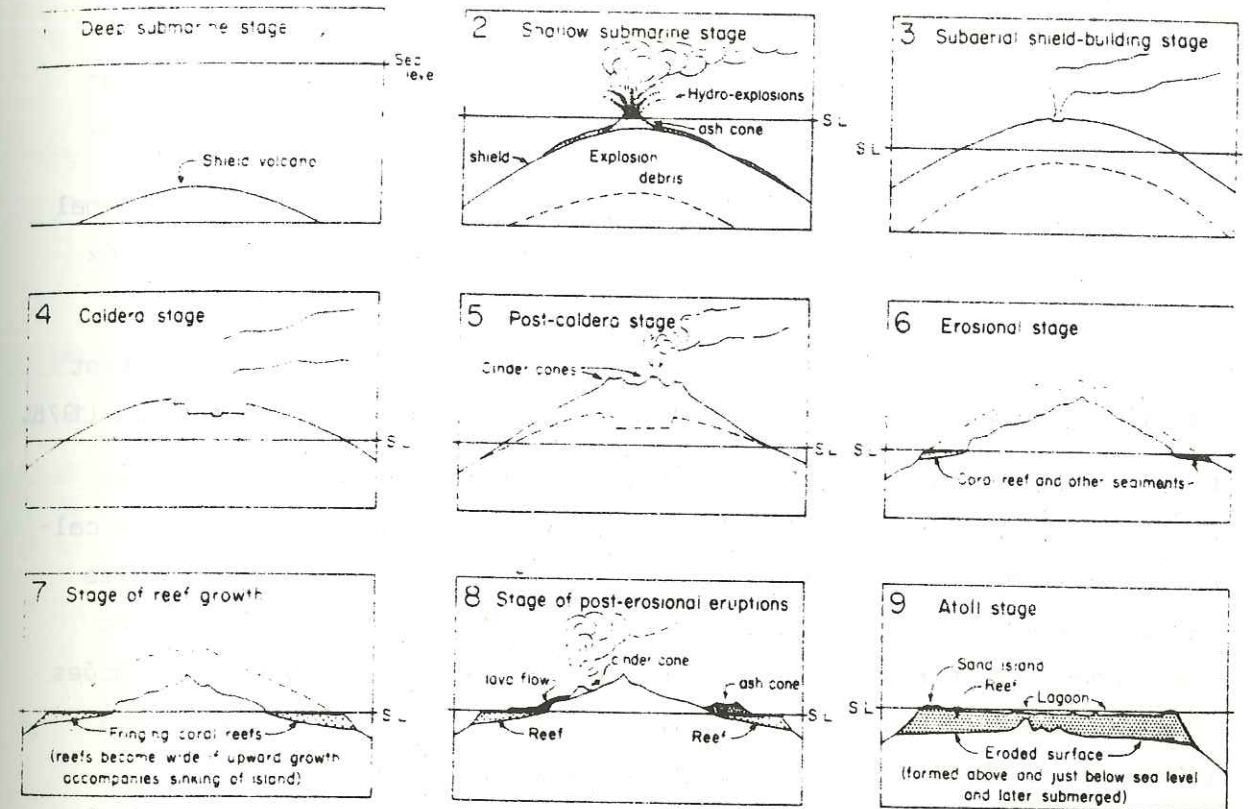 Deep submarine stage
Sea
level
Shield volcano
2 Shallow submarine stage
Hydro-explosions
SL
ash cone
shield
Explosion
debris
3 Subaerial shield-building stage
SL
4 Caldera stage
SL
5 Post-caldera stage
Cinder cones
SL
6 Erosional stage
SL
Coral reef and other sediments
7 Stage of reef growth
SL
Fringing coral reefs
(reefs become wide if upward growth
accompanies sinking of island)
8 Stage of post-erosional eruptions
cinder cone
lava flow
ash cone
SL
Reef
Reef
9 Atoll stage
Sand island
Reef
Lagoon
SL
Eroded surface
(formed above and just below sea level
and later submerged)